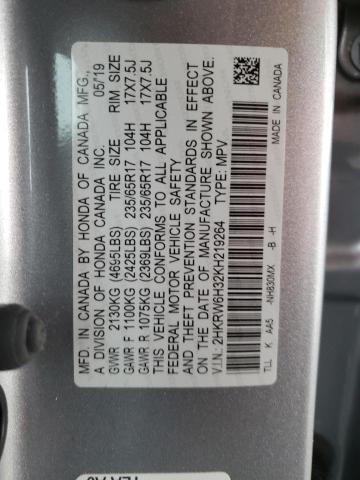 MFD. IN CANADA BY HONDA OF CANADA MFG.,
A DIVISION OF HONDA CANADA INC. 05/19
GVWR 2130KG (4695LBS) TIRE SIZE RIM SIZE
GAWR F 1100KG (2425LBS) 235/65R17 104H 17X7.5J
GAWR R 1075KG (2369LBS) 235/65R17 104H 17X7.5J
THIS VEHICLE CONFORMS TO ALL APPLICABLE
FEDERAL MOTOR VEHICLE SAFETY
AND THEFT PREVENTION STANDARDS IN EFFECT
ON THE DATE OF MANUFACTURE SHOWN ABOVE.
V.I.N.: 2HKRW6H32KH219264 TYPE: MPV
TLL K AA5 -NH830MX -B -H MADE IN CANADA